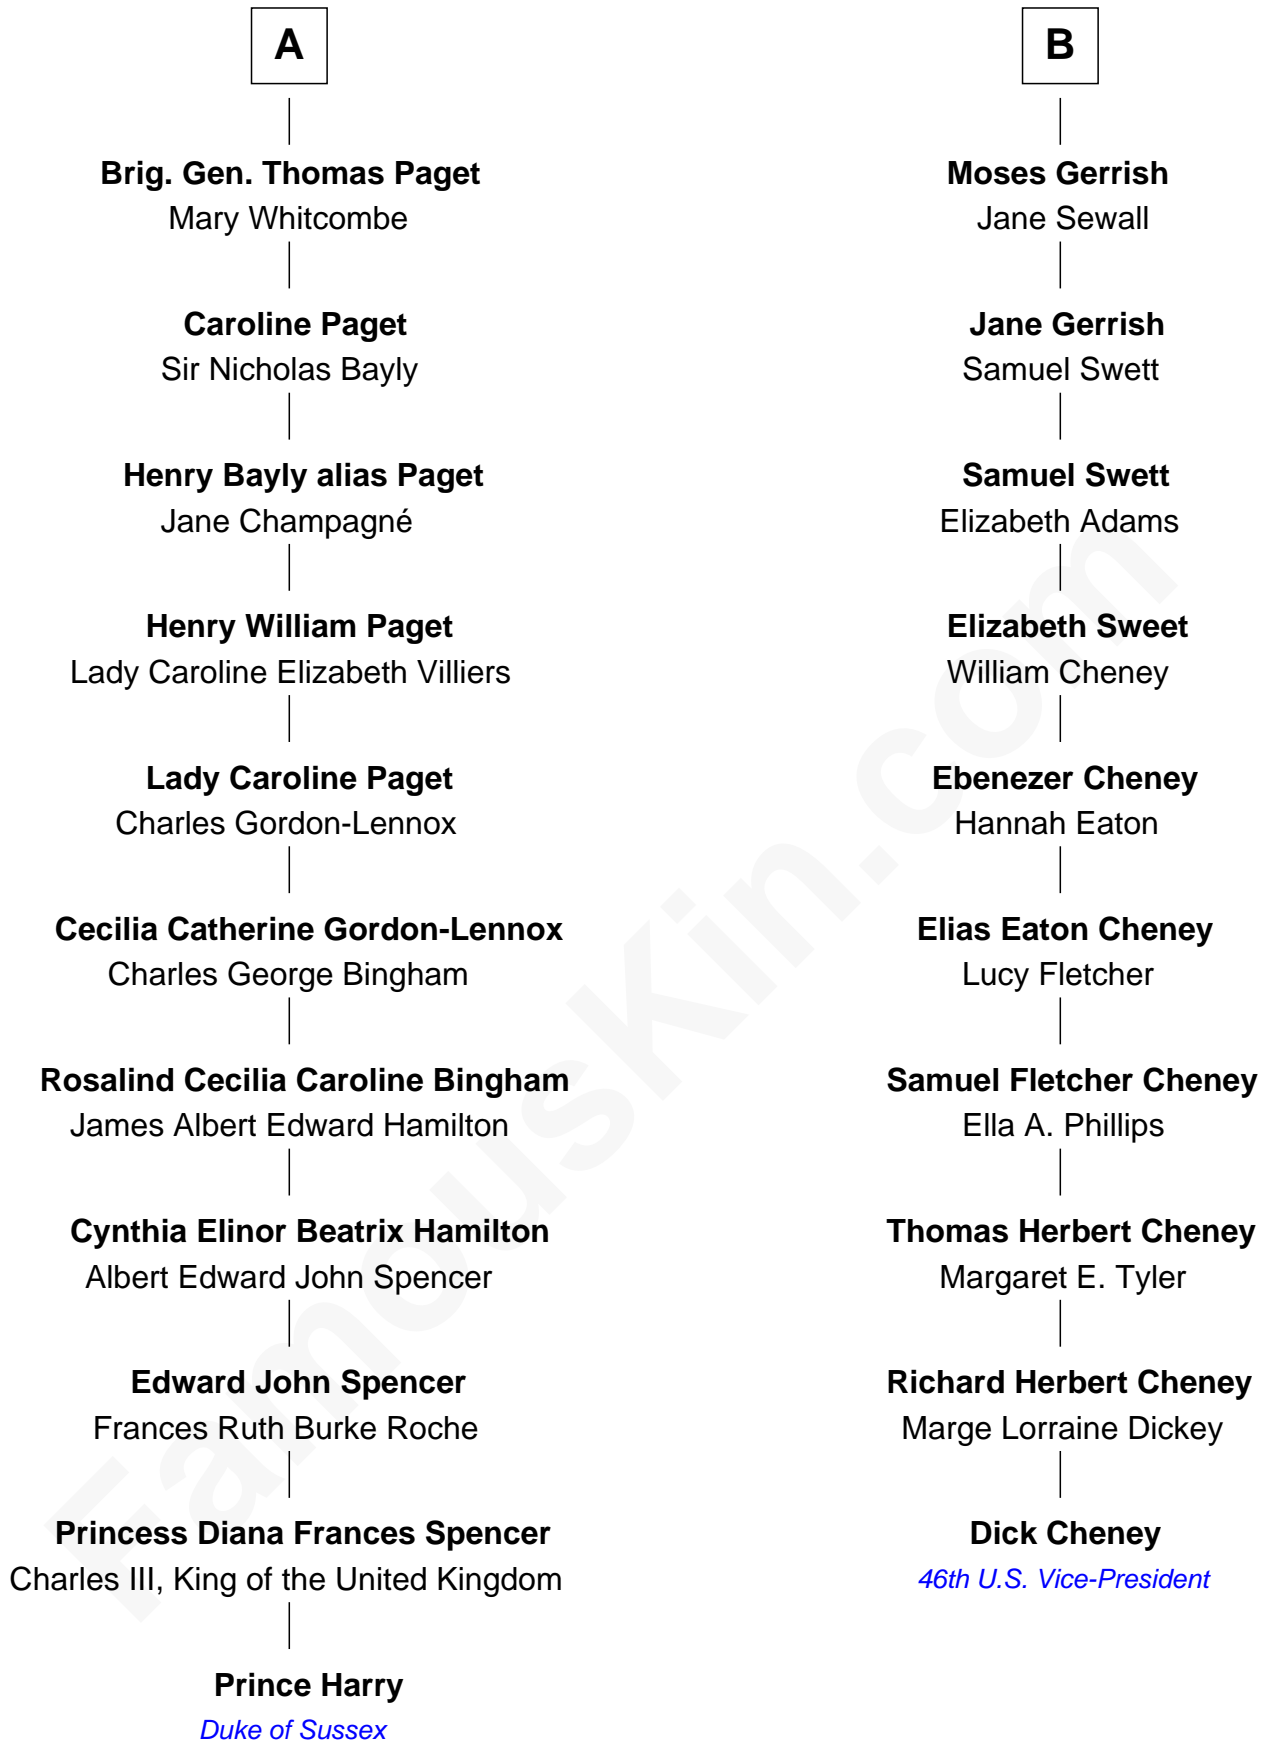 A
Brig. Gen. Thomas Paget
Mary Whitcombe
Caroline Paget
Sir Nicholas Bayly
Henry Bayly alias Paget
Jane Champagné
Henry William Paget
Lady Caroline Elizabeth Villiers
Lady Caroline Paget
Charles Gordon-Lennox
Cecilia Catherine Gordon-Lennox
Charles George Bingham
Rosalind Cecilia Caroline Bingham
James Albert Edward Hamilton
Cynthia Elinor Beatrix Hamilton
Albert Edward John Spencer
Edward John Spencer
Frances Ruth Burke Roche
Princess Diana Frances Spencer
Charles III, King of the United Kingdom
Prince Harry
Duke of Sussex
B
Moses Gerrish
Jane Sewall
Jane Gerrish
Samuel Swett
Samuel Swett
Elizabeth Adams
Elizabeth Sweet
William Cheney
Ebenezer Cheney
Hannah Eaton
Elias Eaton Cheney
Lucy Fletcher
Samuel Fletcher Cheney
Ella A. Phillips
Thomas Herbert Cheney
Margaret E. Tyler
Richard Herbert Cheney
Marge Lorraine Dickey
Dick Cheney
46th U.S. Vice-President
FamousKin.com